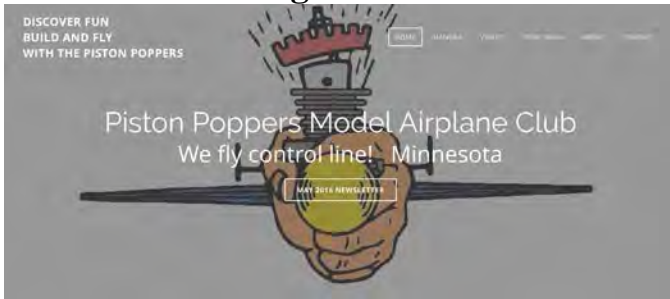 DISCOVER FUN
BUILD AND FLY
WITH THE PISTON POPPERS
HOME
Piston Poppers Model Airplane Club
We fly control line! Minnesota
MAY 2016 NEWSLETTER